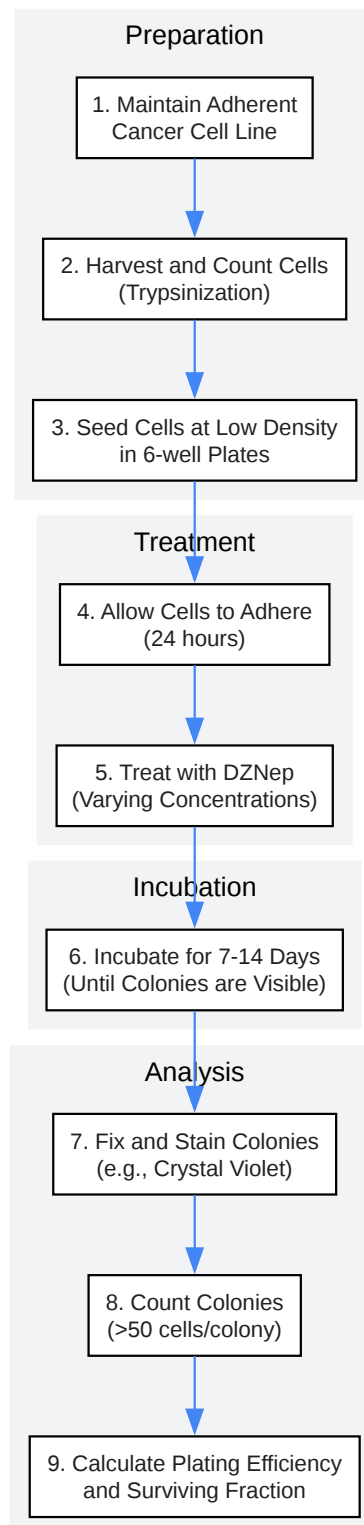 Preparation
1. Maintain Adherent
Cancer Cell Line
2. Harvest and Count Cells
(Trypsinization)
3. Seed Cells at Low Density
in 6-well Plates
Treatment
4. Allow Cells to Adhere
(24 hours)
5. Treat with DZNep
(Varying Concentrations)
Incubation
6. Incubate for 7-14 Days
(Until Colonies are Visible)
Analysis
7. Fix and Stain Colonies
(e.g., Crystal Violet)
8. Count Colonies
(>50 cells/colony)
9. Calculate Plating Efficiency
and Surviving Fraction